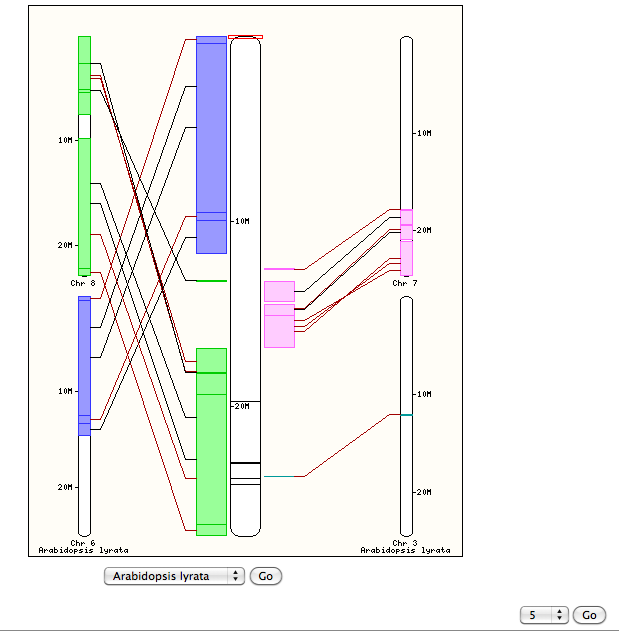 10M
20M
Chr 8
10M
20M
Chr 6
Arabidopsis lyrata
10M
20M
10M
20M
Chr 7
10M
20M
Chr 3
Arabidopsis lyrata
Arabidopsis lyrata Go
5 Go